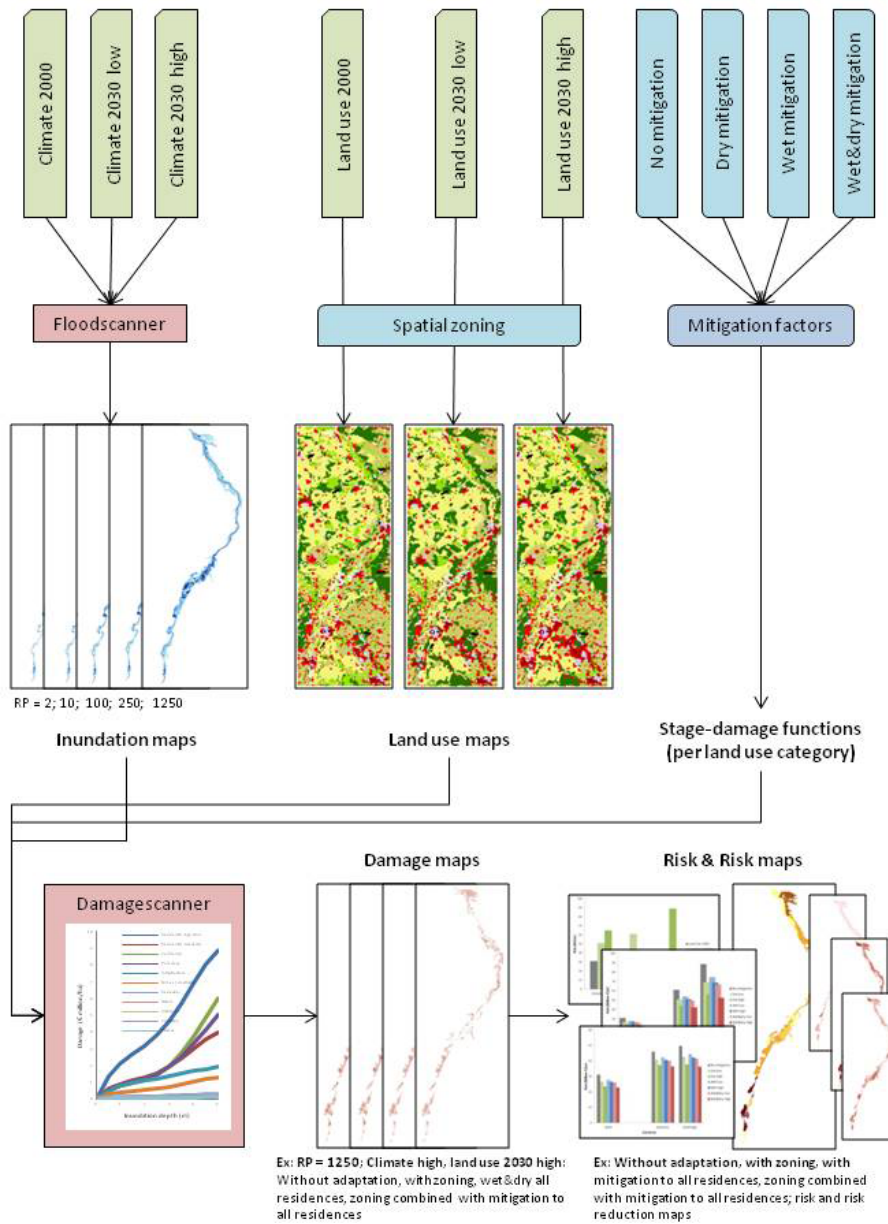 Climate 2000
Climate 2030 low
Climate 2030 high
Land use 2000
Land use 2030 low
Land use 2030 high
No mitigation
Dry mitigation
Wet mitigation
Wet&dry mitigation
Floodscanner
Spatial zoning
Mitigation factors
RP = 2; 10; 100; 250; 1250
Inundation maps
Land use maps
Stage-damage functions
(per land use category)
Damagescanner
Inundation depth (m)
Damage maps
Risk & Risk maps
Ex: RP = 1250; Climate high, land use 2030 high:
Without adaptation, with zoning, wet&dry all
residences, zoning combined with mitigation to
all residences
Ex: Without adaptation, with zoning, with
mitigation to all residences, zoning combined
with mitigation to all residences; risk and risk
reduction maps